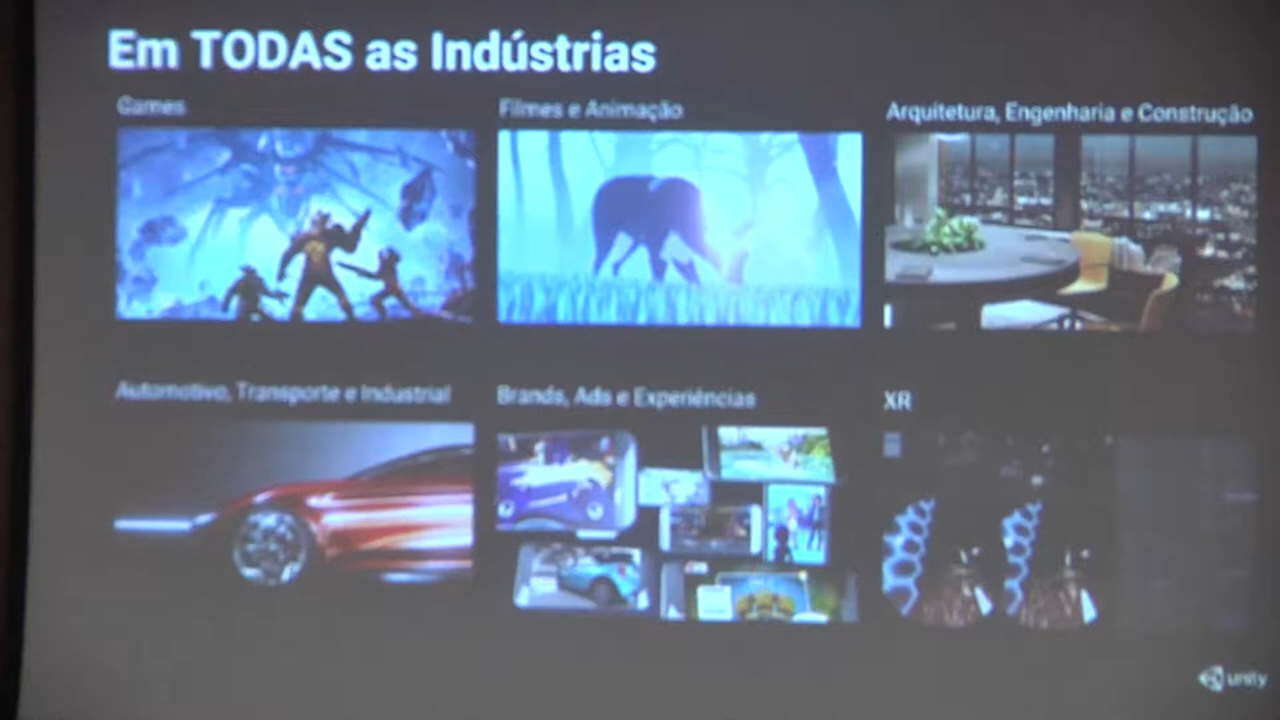 Em TODAS as Indústrias
Games
Filmes e Animação
Arquitetura, Engenharia e Construção
Automotivo, Transporte e Industrial
Brands, Ads e Experiências
XR
unity